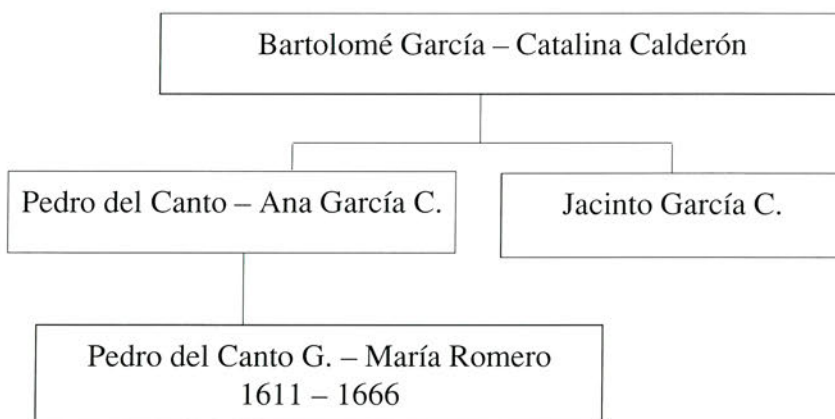 Bartolomé García – Catalina Calderón
Pedro del Canto – Ana García C.
Jacinto García C.
Pedro del Canto G. – María Romero
1611 – 1666